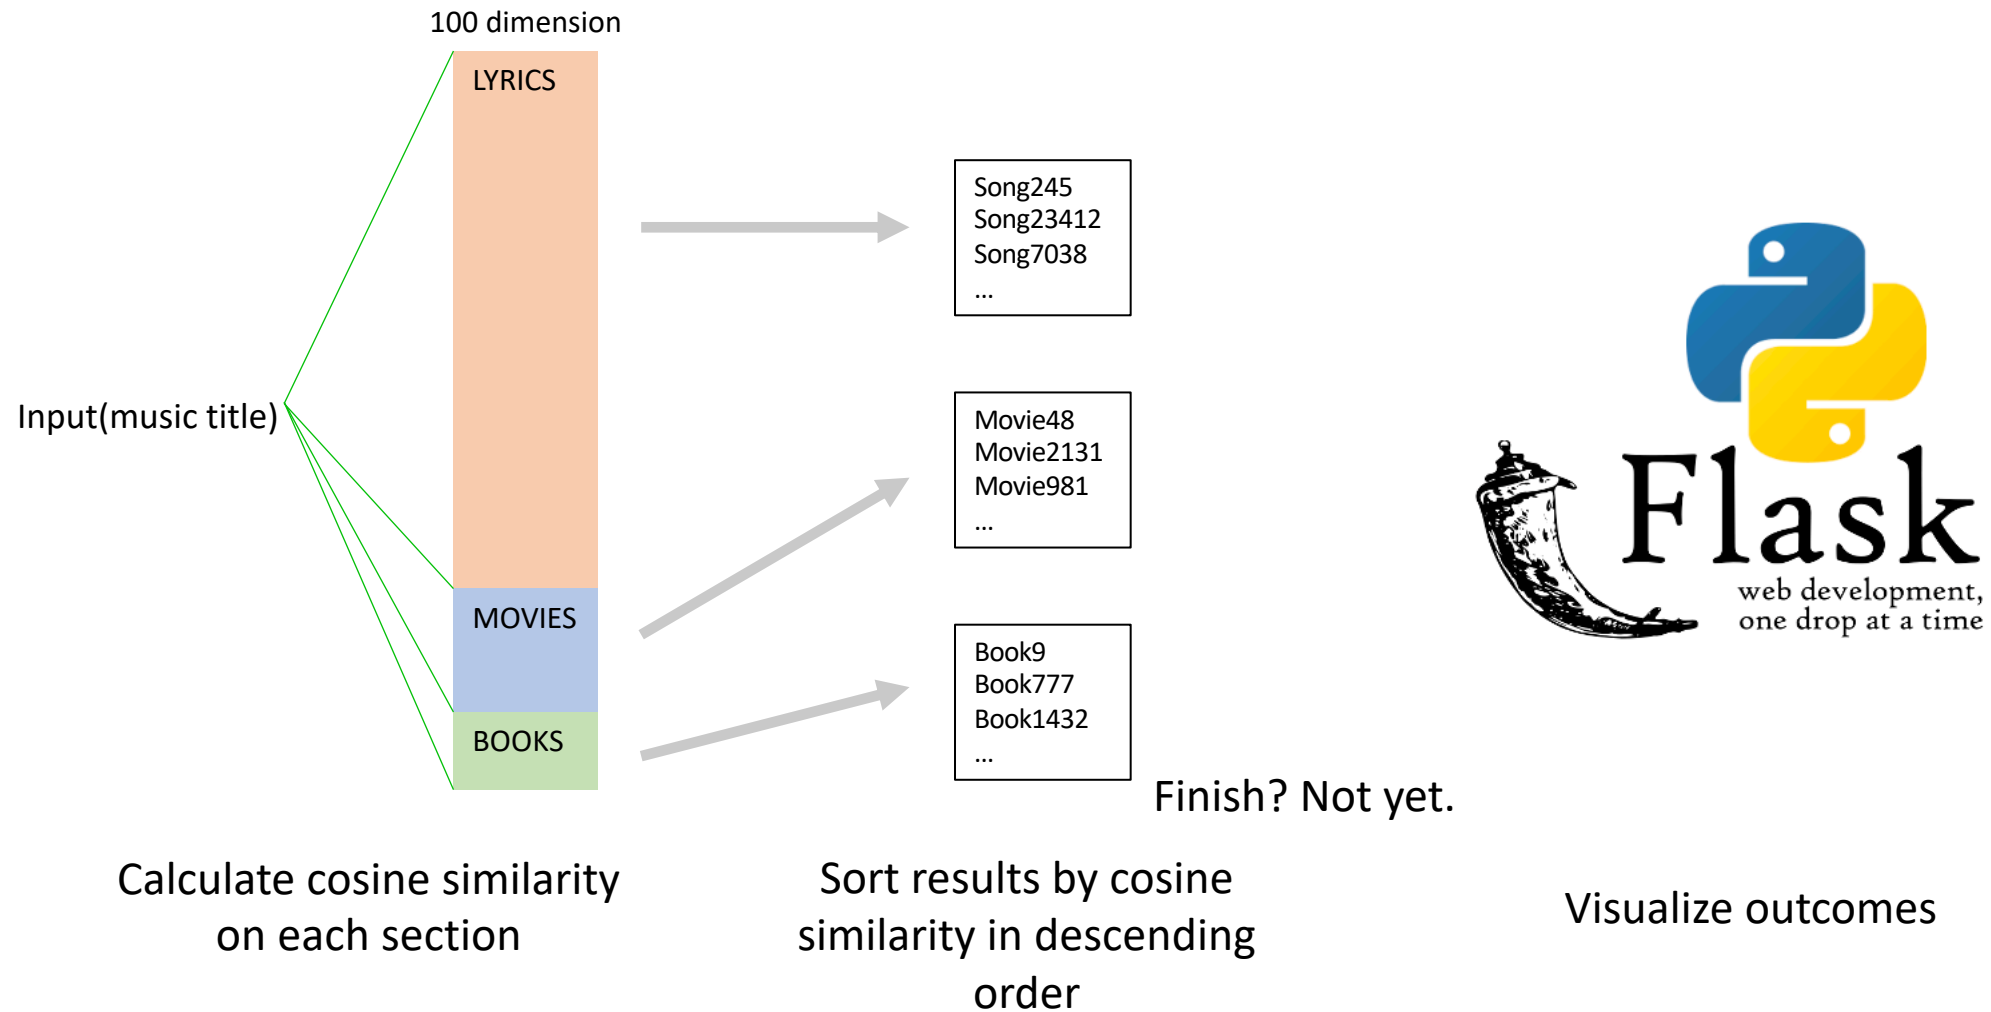 100 dimension
LYRICS
MOVIES
BOOKS
Input(music title)
Song245
Song23412
Song7038
...
Movie48
Movie2131
Movie981
...
Book9
Book777
Book1432
...
Finish? Not yet.
Flask
web development,
one drop at a time
Calculate cosine similarity
on each section
Sort results by cosine
similarity in descending
order
Visualize outcomes